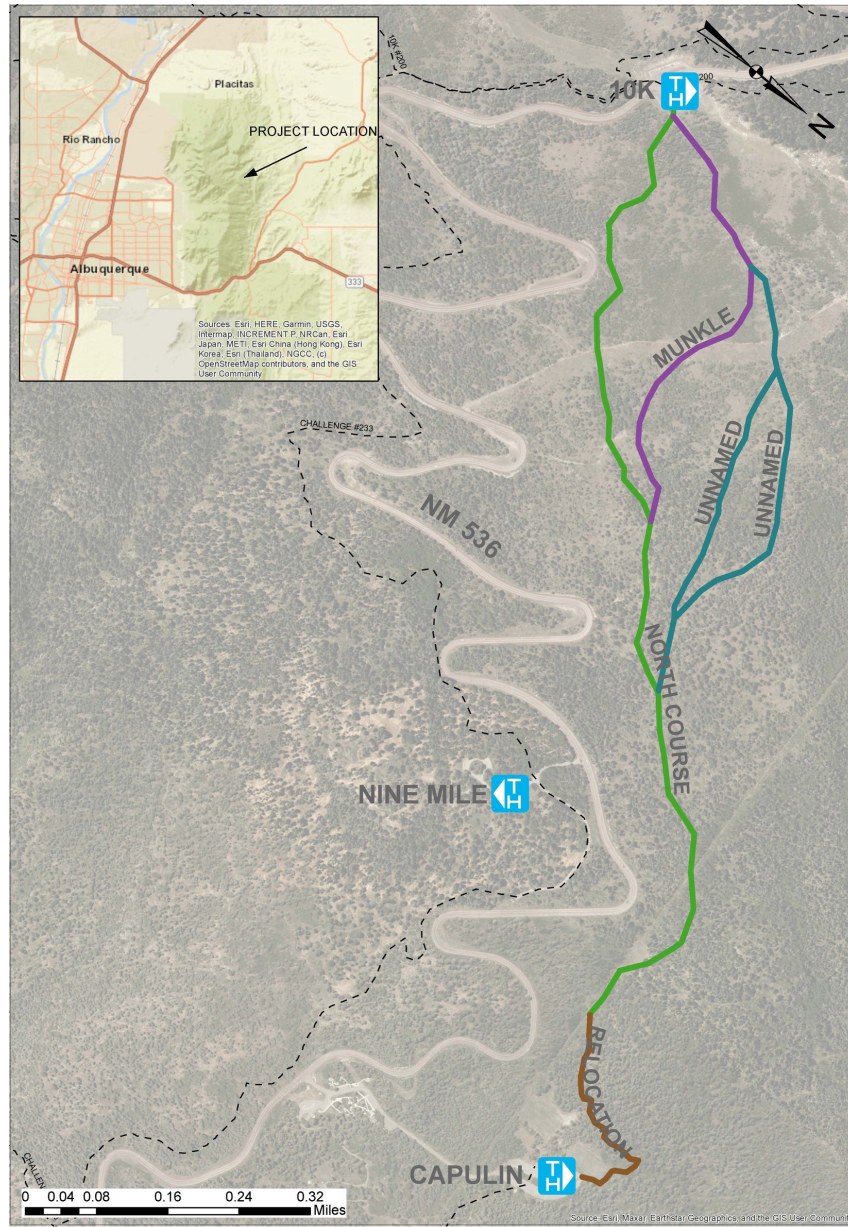 10K #200
Placitas
Rio Rancho
PROJECT LOCATION
Albuquerque
333
Sources: Esri, HERE, Garmin, USGS,
Intermap, INCREMENT P, NRCan, Esri
Japan, METI, Esri China (Hong Kong), Esri
Korea, Esri (Thailand), NGCC, (c)
OpenStreetMap contributors, and the GIS
User Community
10K
TH
200
N
MUNKLE
CHALLENGE #233
NM 536
UNNAMED
UNNAMED
NORTH COURSE
NINE MILE
TH
RELOCATION
CAPULIN
TH
CHALLEN
0 0.04 0.08 0.16 0.24 0.32
Miles
Source: Esri, Maxar, Earthstar Geographics, and the GIS User Communit